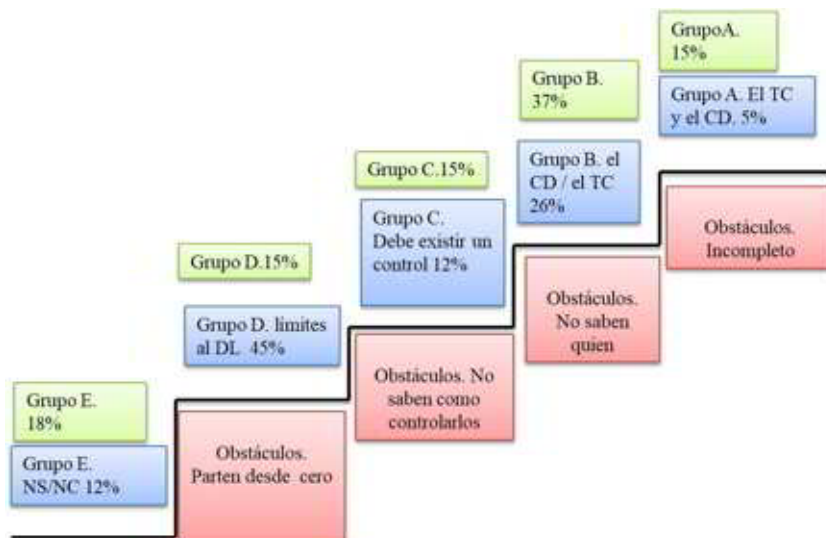 GrupoA.
15%
Grupo A. El TC
y el CD. 5%
Obstáculos.
Incompleto
Grupo B.
37%
Grupo B. el
CD / el TC
26%
Obstáculos.
No saben
quien
Grupo C.15%
Grupo C.
Debe existir un
control 12%
Obstáculos. No
saben como
controlarlos
Grupo D.15%
Grupo D. límites
al DL 45%
Obstáculos.
Parten desde cero
Grupo E.
18%
Grupo E.
NS/NC 12%